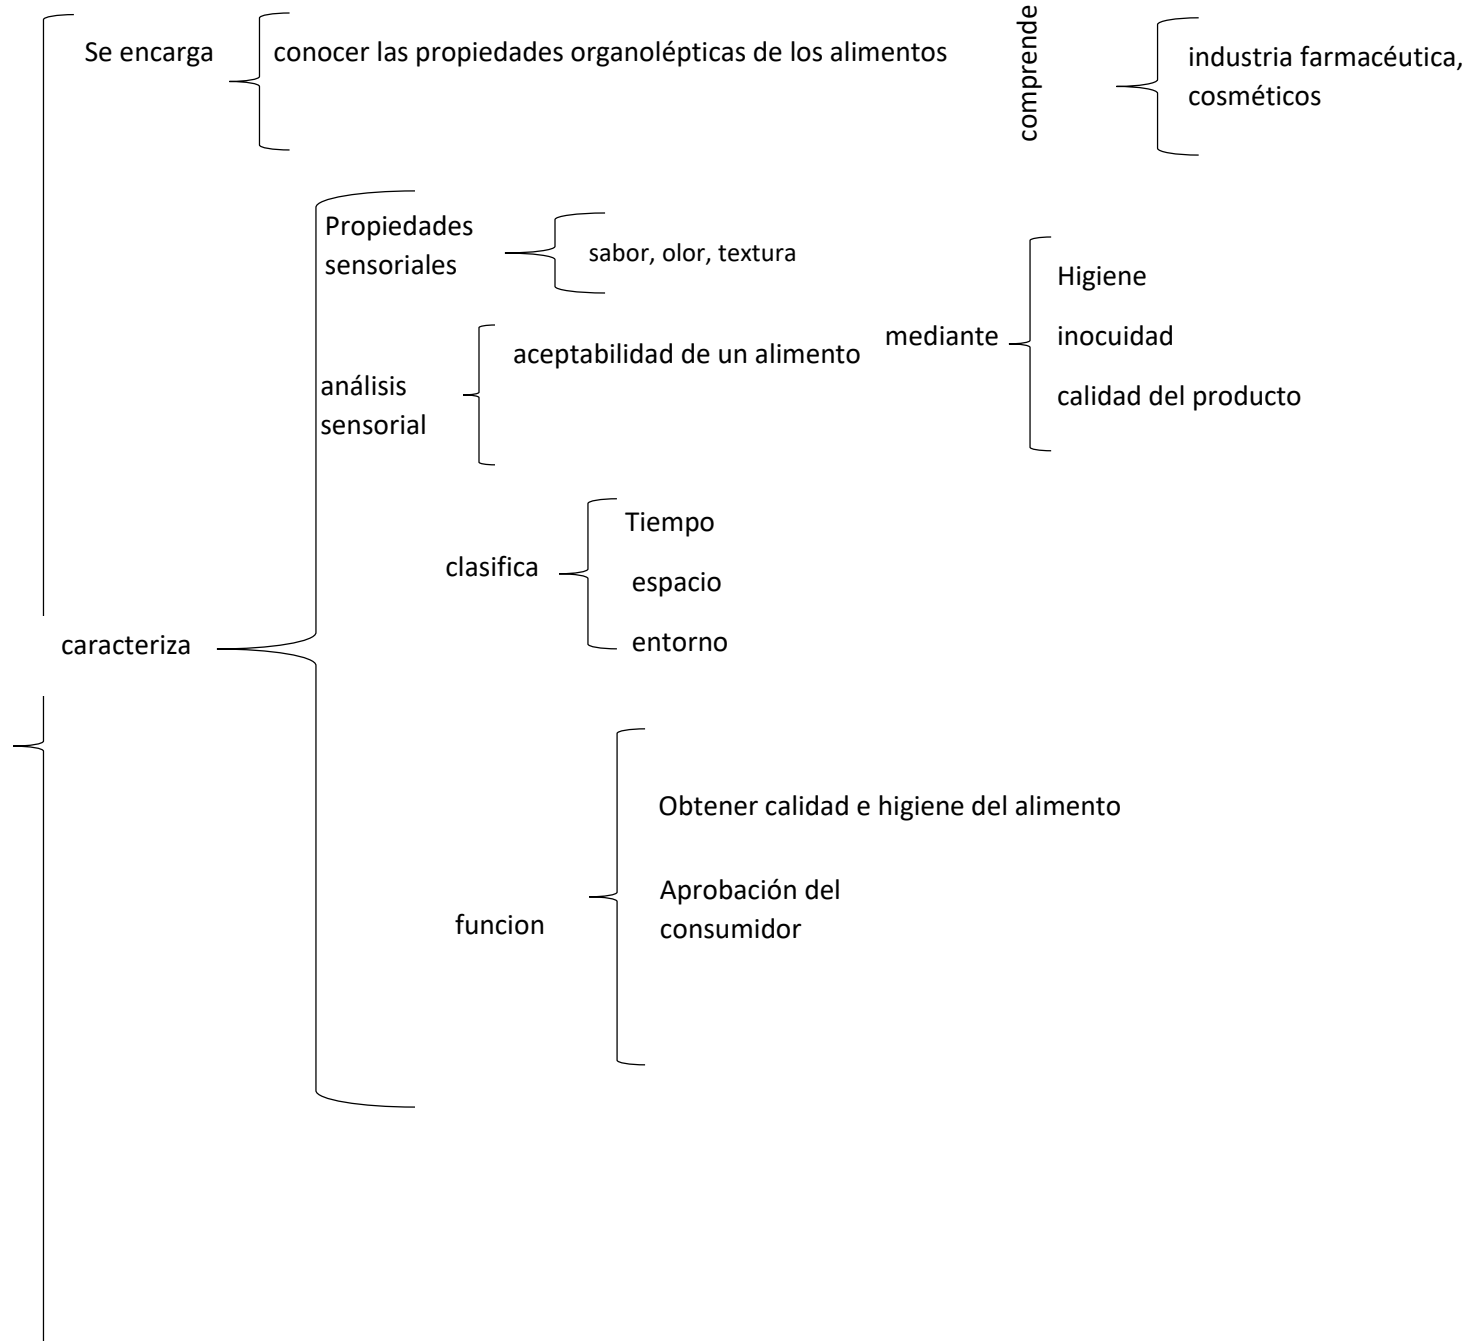 Se encarga
conocer las propiedades organolépticas de los alimentos
comprende
industria farmacéutica,
cosméticos
Propiedades
sensoriales
sabor, olor, textura
análisis
sensorial
aceptabilidad de un alimento
mediante
Higiene
inocuidad
calidad del producto
clasifica
Tiempo
espacio
entorno
caracteriza
funcion
Obtener calidad e higiene del alimento
Aprobación del
consumidor